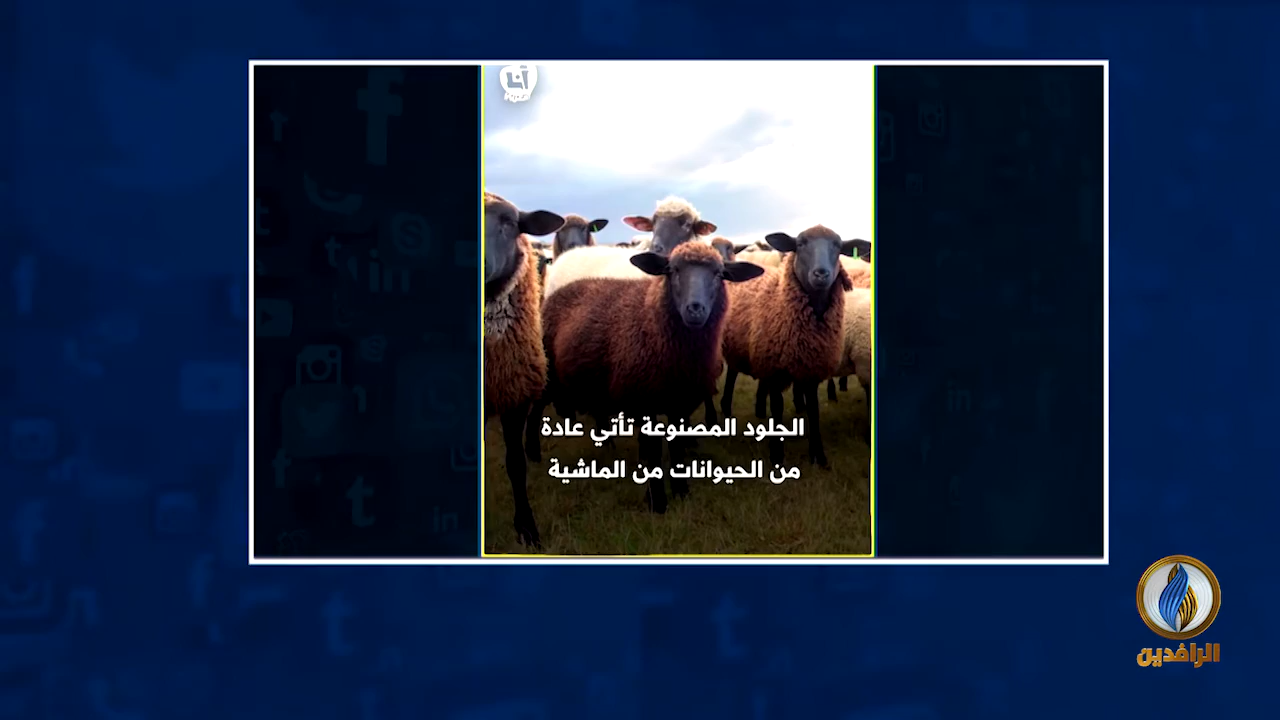 الجلود المصنوعة تأتي عادة
من الحيوانات من الماشية
الرافدين